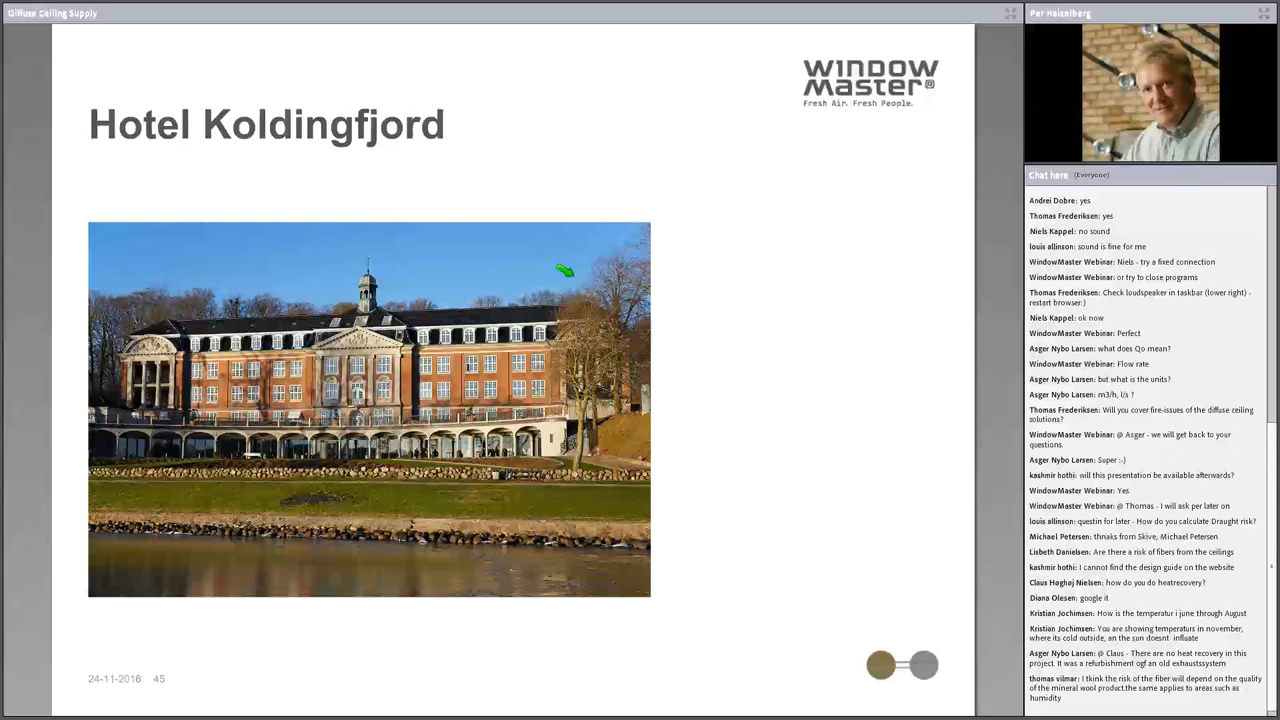 Diffuse Ceiling Supply
WINDOW
Master®
Fresh Air. Fresh People.
Hotel Koldingfjord
24-11-2016 45
Per Heiselberg
Chat here (Everyone)
Andrei Dobre: yes
Thomas Frederiksen: yes
Niels Kappel: no sound
louis allinson: sound is fine for me
WindowMaster Webinar: Niels - try a fixed connection
WindowMaster Webinar: or try to close programs
Thomas Frederiksen: Check loudspeaker in taskbar (lower right) -
restart browser:)
Niels Kappel: ok now
WindowMaster Webinar: Perfect
Asger Nybo Larsen: what does Qo mean?
WindowMaster Webinar: Flow rate
Asger Nybo Larsen: but what is the units?
Asger Nybo Larsen: m3/h, l/s ?
Thomas Frederiksen: Will you cover fire-issues of the diffuse ceiling
solutions?
WindowMaster Webinar: @ Asger - we will get back to your
questions.
Asger Nybo Larsen: Super :-)
kashmir hothi: will this presentation be available afterwards?
WindowMaster Webinar: Yes
WindowMaster Webinar: @ Thomas - I will ask per later on
louis allinson: questin for later - How do you calculate Draught risk?
Michael Petersen: thnaks from Skive, Michael Petersen
Lisbeth Danielsen: Are there a risk of fibers from the ceilings
kashmir hothi: I cannot find the design guide on the website
Claus Høghøj Nielsen: how do you do heatrecovery?
Diana Olesen: google it
Kristian Jochimsen: How is the temperatur i june through August
Kristian Jochimsen: You are showing temperaturs in november,
where its cold outside, an the sun doesnt influate
Asger Nybo Larsen: @ Claus - There are no heat recovery in this
project. It was a refurbishment ogf an old exhaustssystem
thomas vilmar: I tkink the risk of the fiber will depend on the quality
of the mineral wool product.the same applies to areas such as
humidity